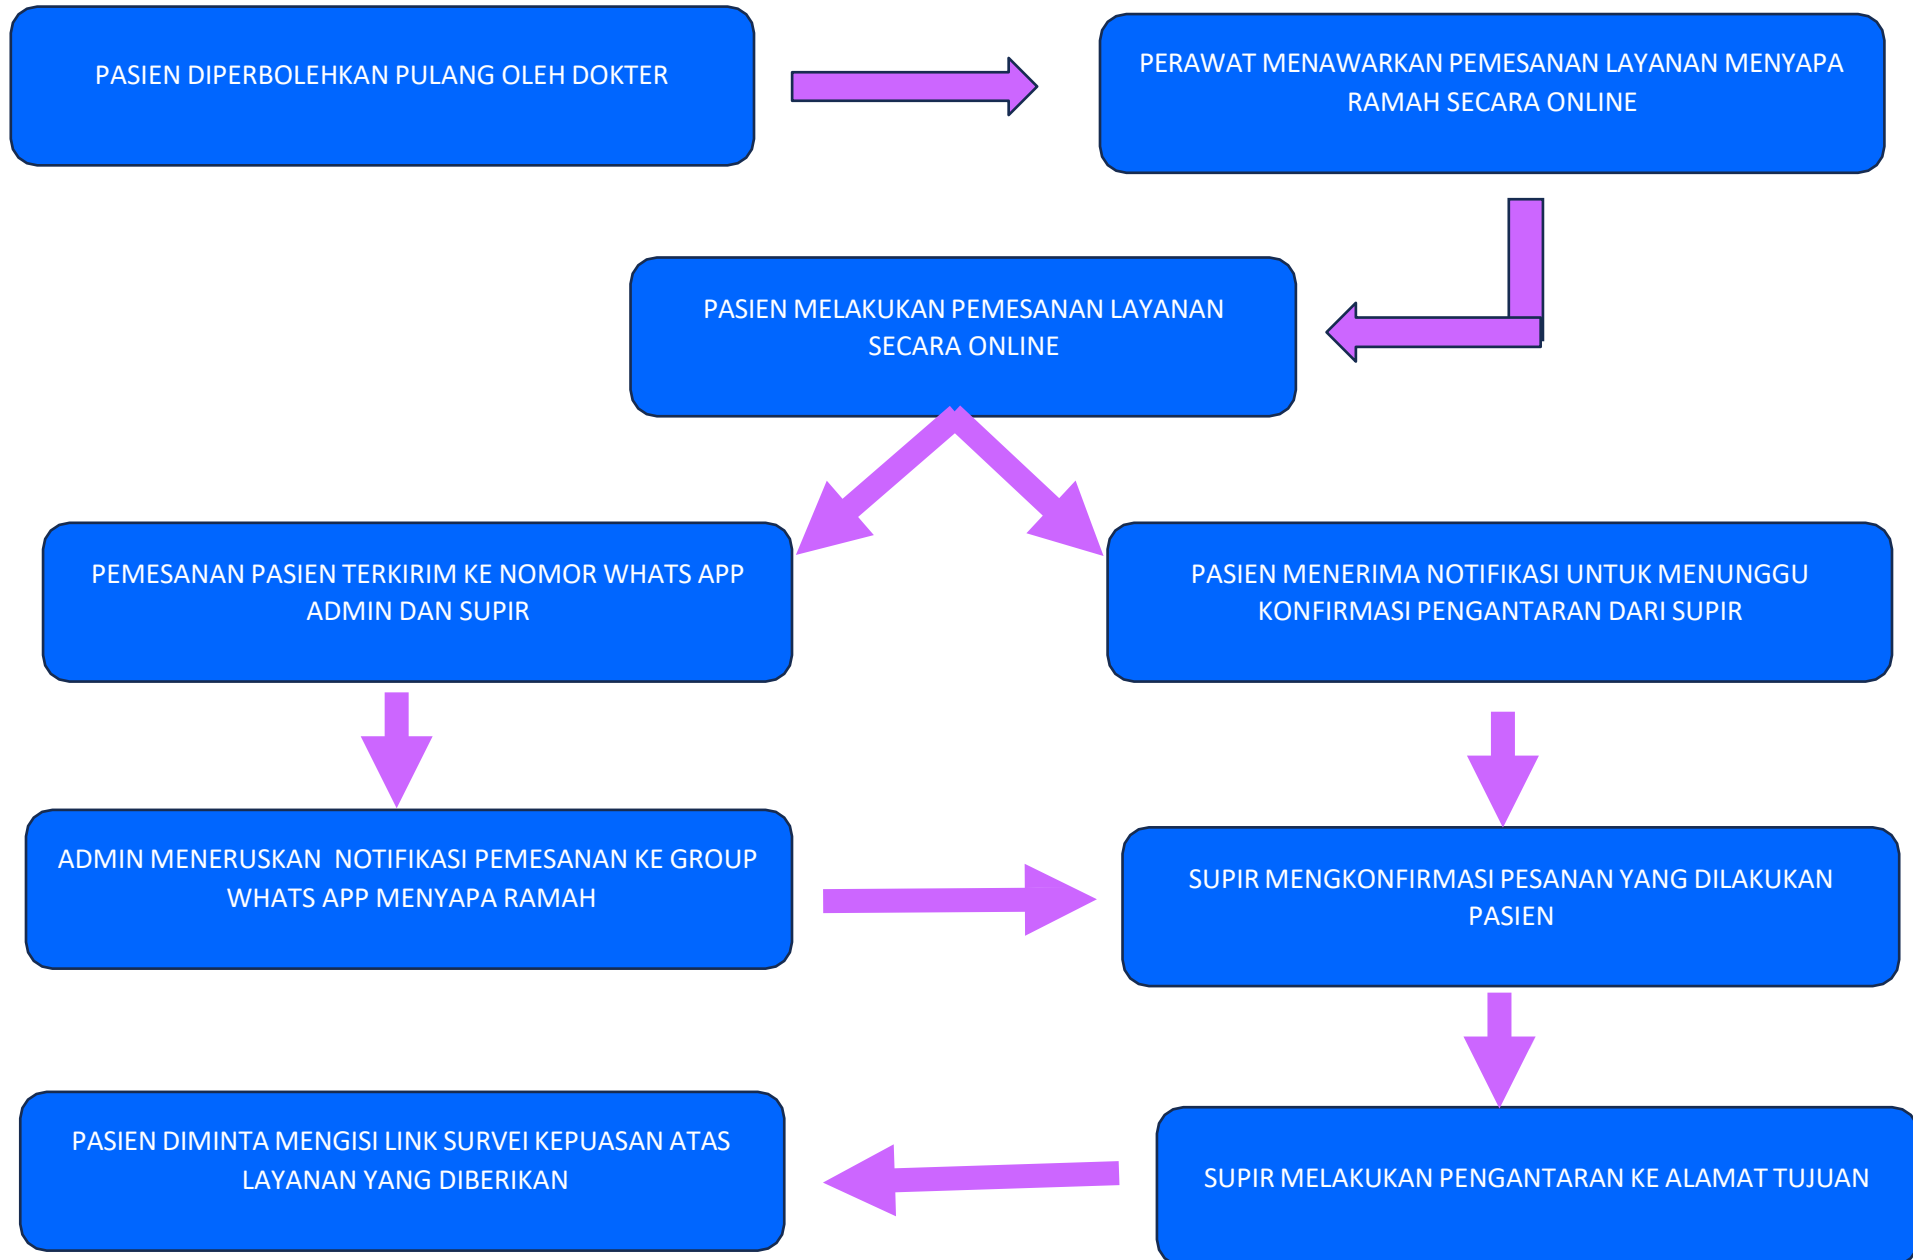 PASIEN DIPERBOLEHKAN PULANG OLEH DOKTER
PERAWAT MENAWARKAN PEMESANAN LAYANAN MENYAPA
RAMAH SECARA ONLINE
PASIEN MELAKUKAN PEMESANAN LAYANAN
SECARA ONLINE
PEMESANAN PASIEN TERKIRIM KE NOMOR WHATS APP
ADMIN DAN SUPIR
PASIEN MENERIMA NOTIFIKASI UNTUK MENUNGGU
KONFIRMASI PENGANTARAN DARI SUPIR
ADMIN MENERUSKAN  NOTIFIKASI PEMESANAN KE GROUP
WHATS APP MENYAPA RAMAH
SUPIR MENGKONFIRMASI PESANAN YANG DILAKUKAN
PASIEN
SUPIR MELAKUKAN PENGANTARAN KE ALAMAT TUJUAN
PASIEN DIMINTA MENGISI LINK SURVEI KEPUASAN ATAS
LAYANAN YANG DIBERIKAN